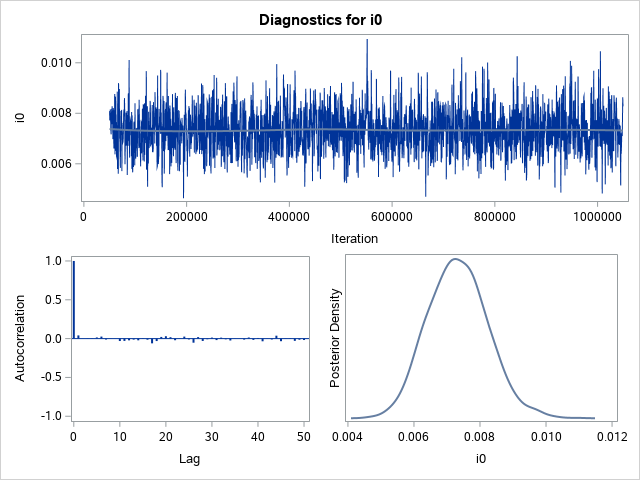 Diagnostics for i0
i0
0.010
0.008
0.006
0 200000 400000 600000 800000 1000000
Iteration
Autocorrelation
1.0
0.5
0.0
-0.5
-1.0
0 10 20 30 40 50
Lag
Posterior Density
0.004 0.006 0.008 0.010 0.012
i0